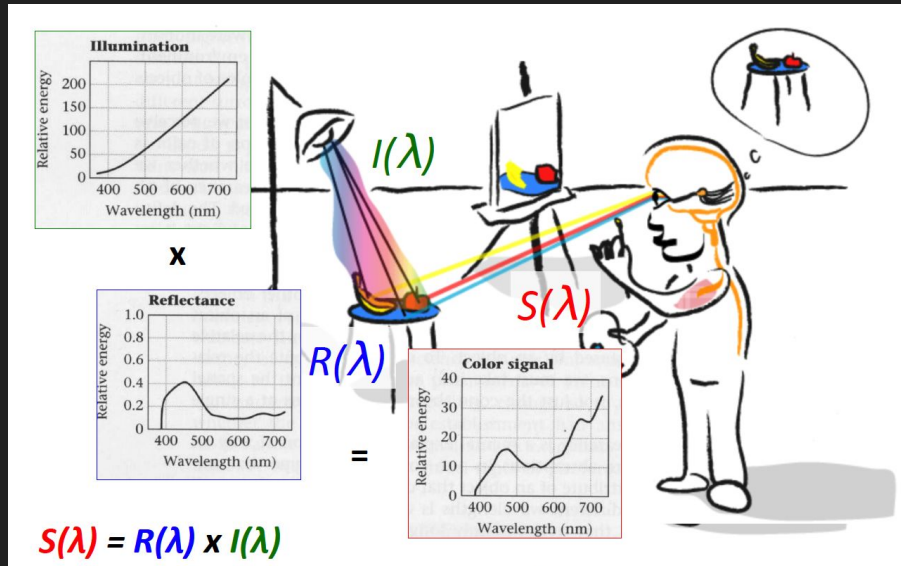 Illumination
Relative energy
200
150
100
50
0
400 500 600 700
Wavelength (nm)
I(λ)
x
Reflectance
Relative energy
1.0
0.8
0.6
0.4
0.2
0
400 500 600 700
Wavelength (nm)
R(λ)
S(λ)
=
Color signal
Relative energy
40
30
20
10
0
400 500 600 700
Wavelength (nm)
S(λ) = R(λ) x I(λ)